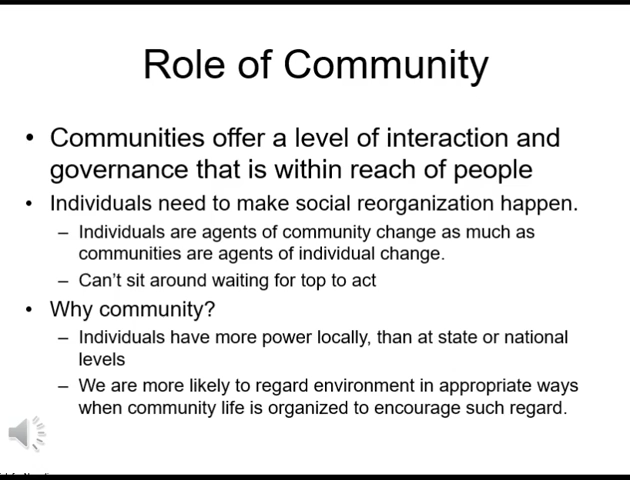 Role of Community
• Communities offer a level of interaction and
governance that is within reach of people
• Individuals need to make social reorganization happen.
– Individuals are agents of community change as much as
communities are agents of individual change.
– Can’t sit around waiting for top to act
• Why community?
– Individuals have more power locally, than at state or national
levels
– We are more likely to regard environment in appropriate ways
when community life is organized to encourage such regard.